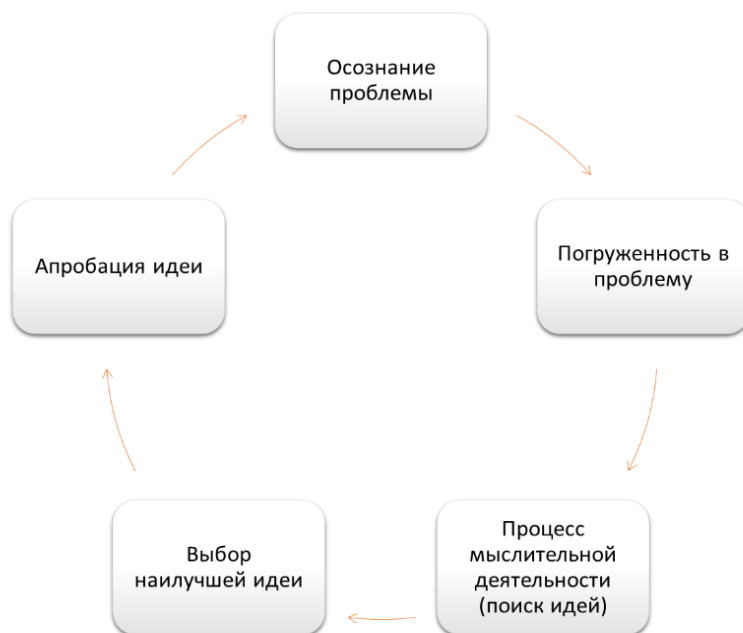 Осознание
проблемы
Погруженность в
проблему
Процесс
мыслительной
деятельности
(поиск идей)
Выбор
наилучшей идеи
Апробация идеи